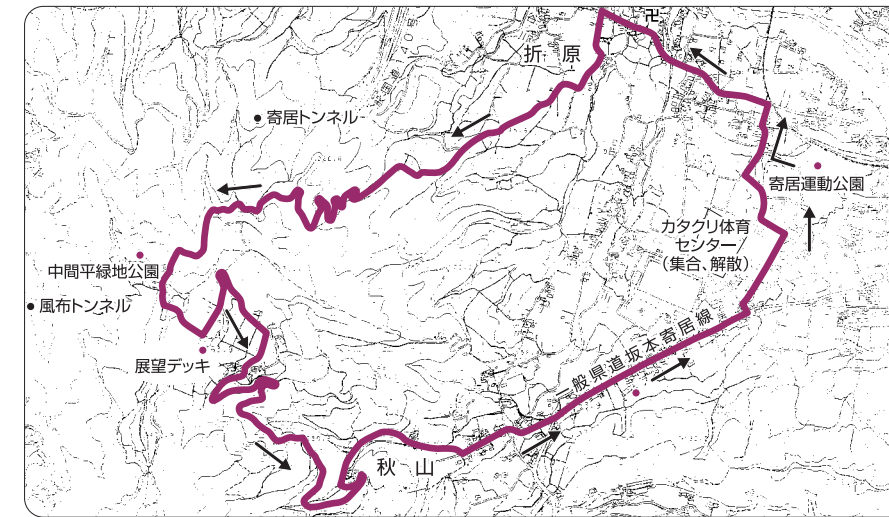 折原
寄居トンネル
寄居運動公園
カタクリ体育
センター
(集合、解散)
中間平緑地公園
風布トンネル
展望デッキ
一般県道坂本寄居線
秋山